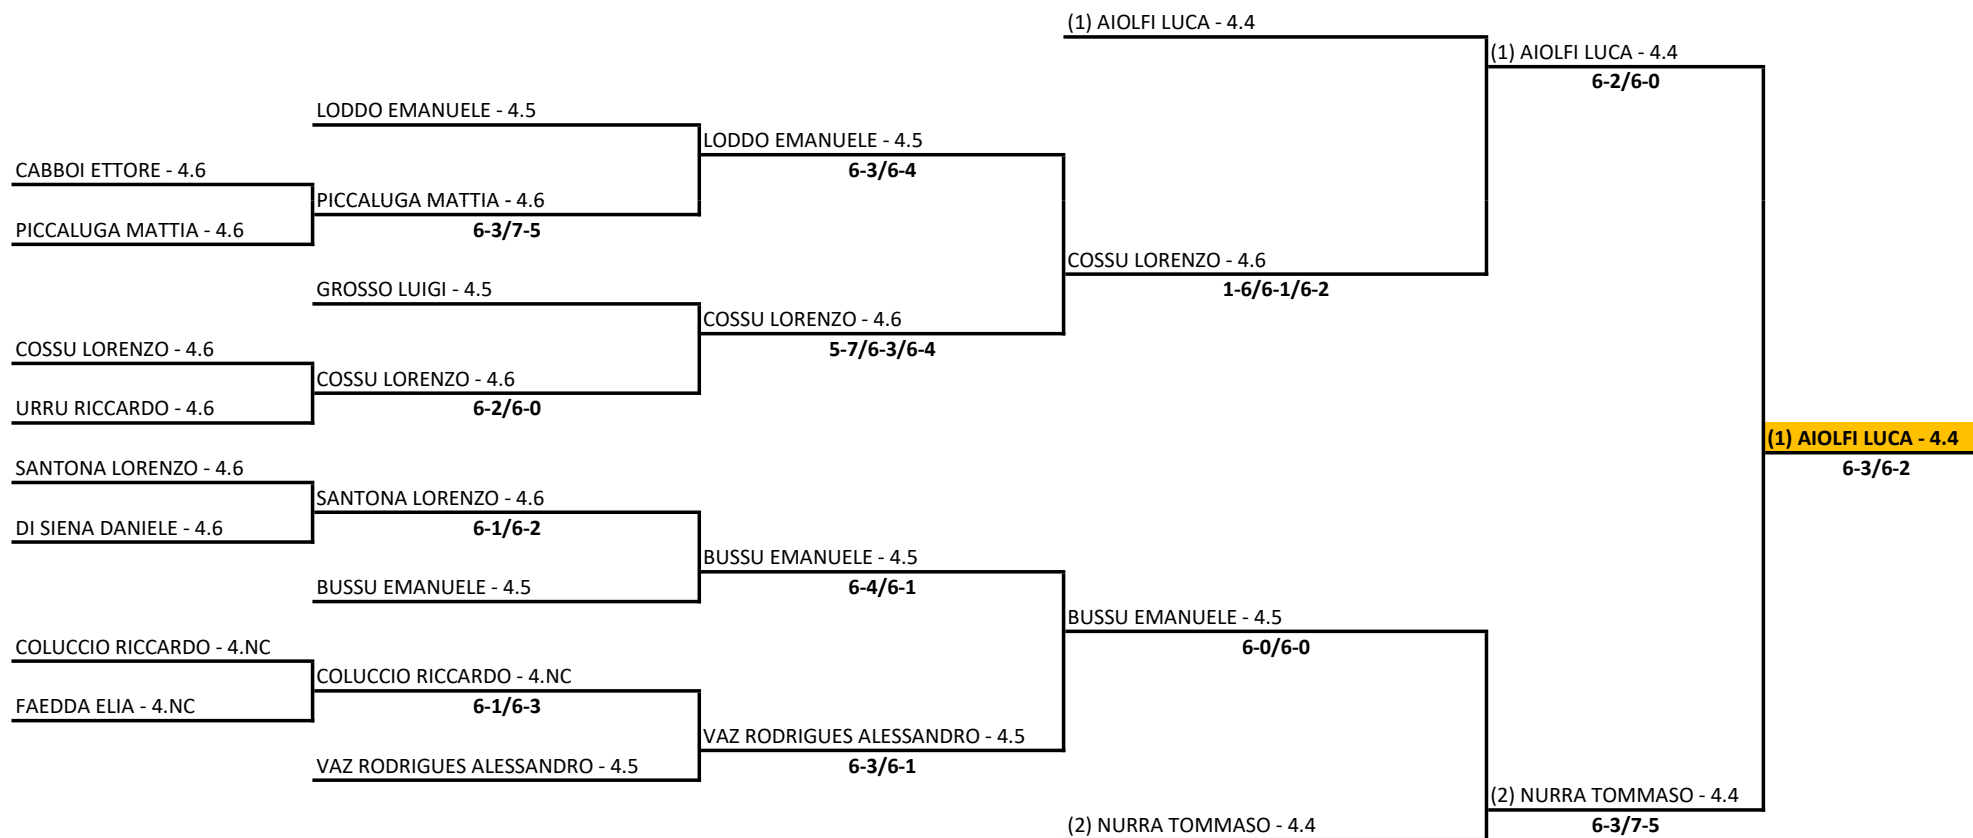 (1) AIOLFI LUCA - 4.4
(1) AIOLFI LUCA - 4.4
6-2/6-0
LODDO EMANUELE - 4.5
LODDO EMANUELE - 4.5
CABBOI ETTORE - 4.6
6-3/6-4
PICCALUGA MATTIA - 4.6
PICCALUGA MATTIA - 4.6
6-3/7-5
COSSU LORENZO - 4.6
GROSSO LUIGI - 4.5
1-6/6-1/6-2
COSSU LORENZO - 4.6
COSSU LORENZO - 4.6
5-7/6-3/6-4
COSSU LORENZO - 4.6
URRU RICCARDO - 4.6
6-2/6-0
(1) AIOLFI LUCA - 4.4
SANTONA LORENZO - 4.6
6-3/6-2
SANTONA LORENZO - 4.6
DI SIENA DANIELE - 4.6
6-1/6-2
BUSSU EMANUELE - 4.5
BUSSU EMANUELE - 4.5
6-4/6-1
BUSSU EMANUELE - 4.5
COLUCCIO RICCARDO - 4.NC
6-0/6-0
COLUCCIO RICCARDO - 4.NC
FAEDDA ELIA - 4.NC
6-1/6-3
VAZ RODRIGUES ALESSANDRO - 4.5
VAZ RODRIGUES ALESSANDRO - 4.5
6-3/6-1
(2) NURRA TOMMASO - 4.4
(2) NURRA TOMMASO - 4.4
6-3/7-5